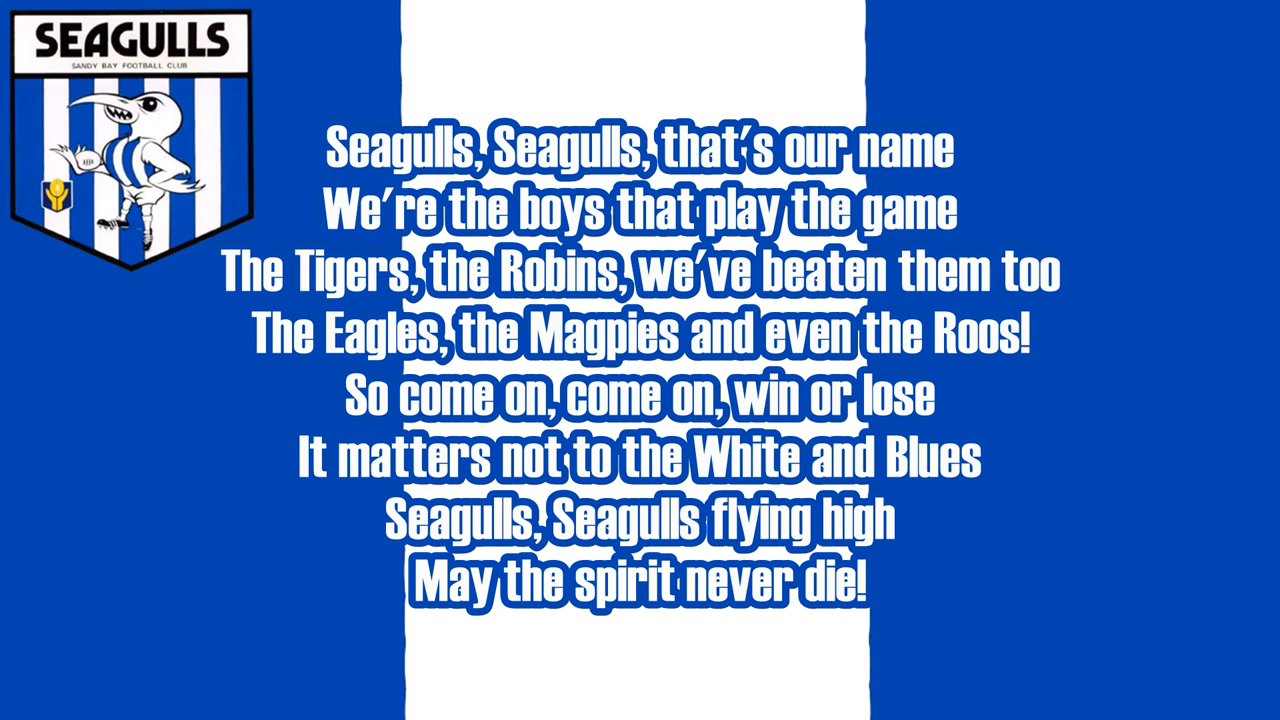 SEAGULLS
SANDY BAY FOOTBALL CLUB
Seagulls, Seagulls, that's our name
We're the boys that play the game
The Tigers, the Robins, we've beaten them too
The Eagles, the Magpies and even the Roos!
So come on, come on, win or lose
It matters not to the White and Blues
Seagulls, Seagulls flying high
May the spirit never die!